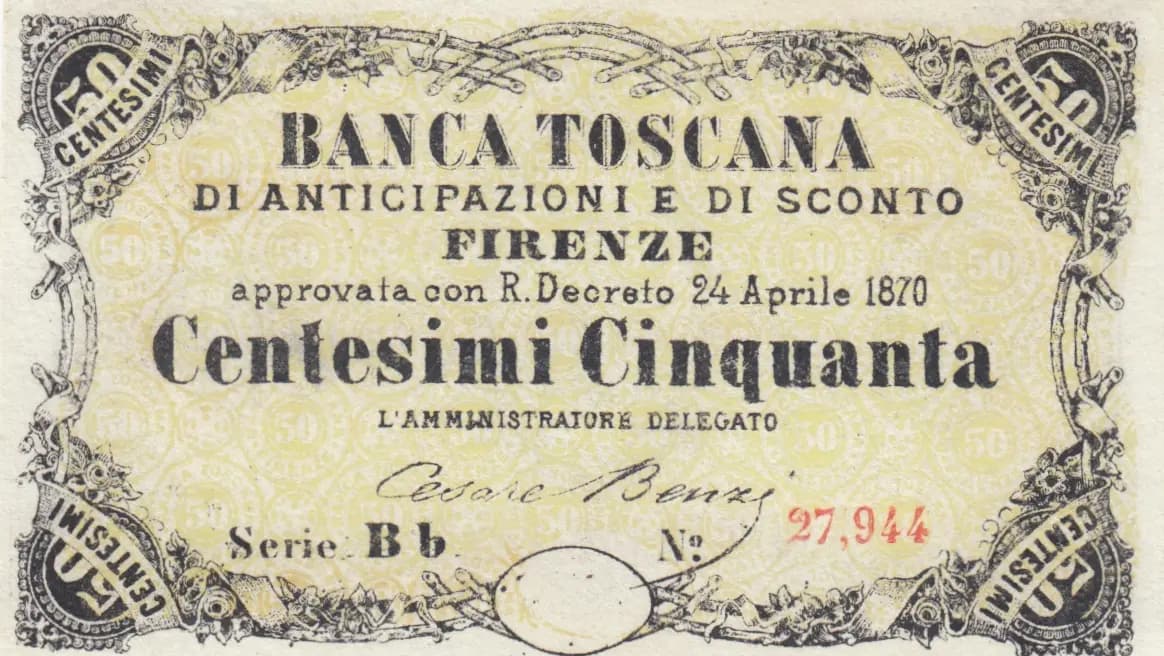 50 CENTESIMI
50 CENTESIMI
BANCA TOSCANA
DI ANTICIPAZIONI E DI SCONTO
FIRENZE
approvata con R. Decreto 24 Aprile 1870
Centesimi Cinquanta
L'AMMINISTRATORE DELEGATO
Cesare Benzi
Serie B b Nº 27,944
50 CENTESIMI
50 CENTESIMI